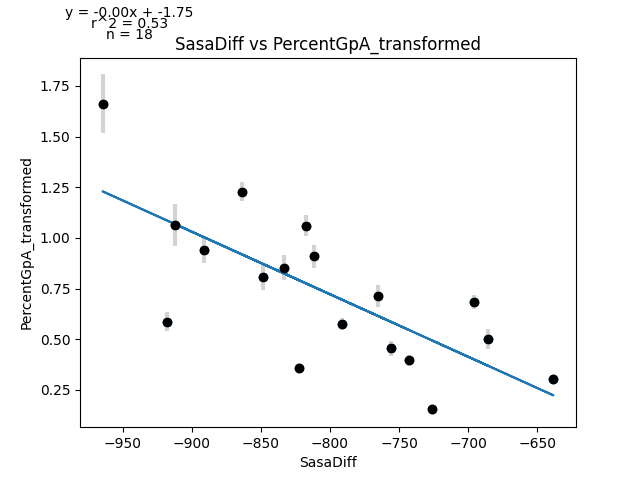 y = -0.00x + -1.75
r^2 = 0.53
n = 18
SasaDiff vs PercentGpA_transformed
PercentGpA_transformed
1.75
1.50
1.25
1.00
0.75
0.50
0.25
−950
−900
−850
−800
−750
−700
−650
SasaDiff